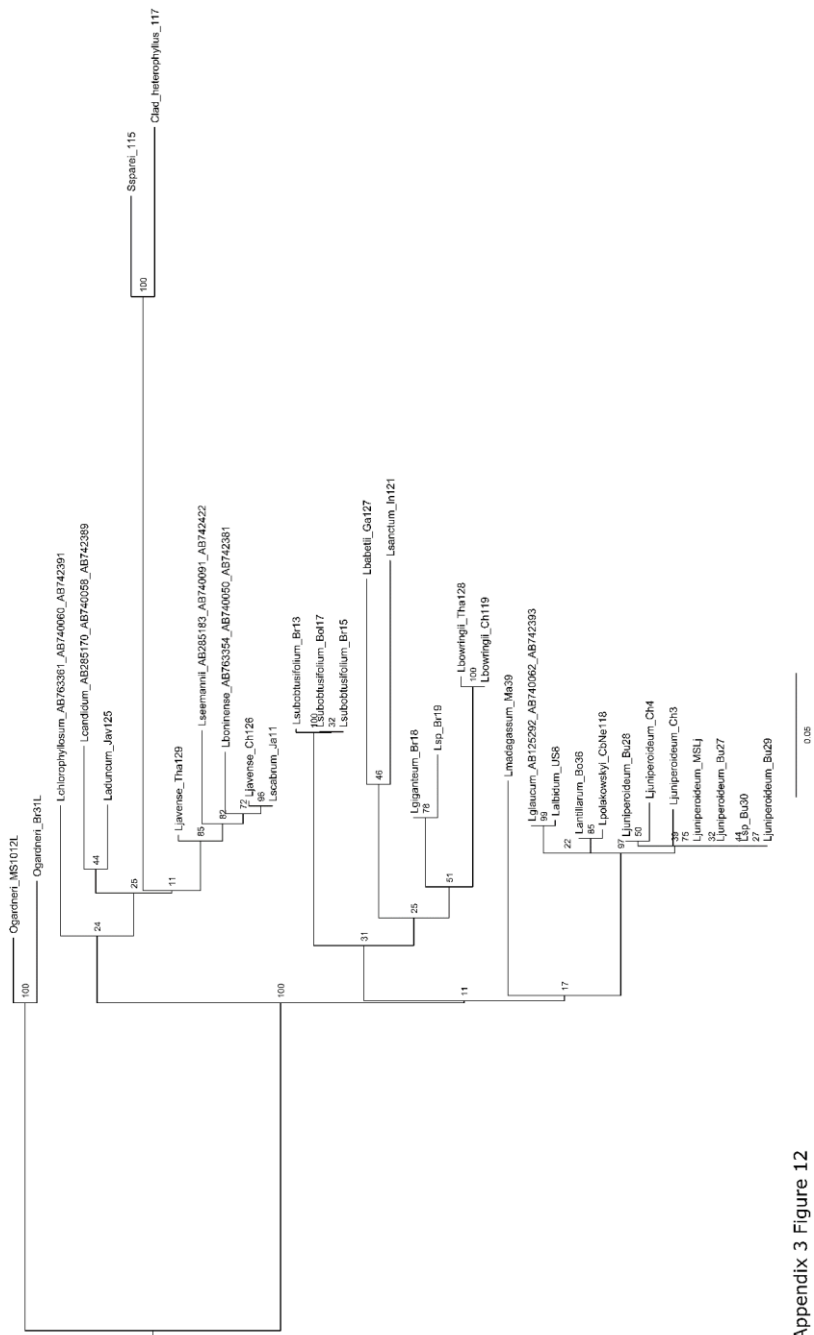 Ogardneri_MS1012L
Ogardneri_Br31L
100
Lchlorophyllosum_AB763361_AB740060_AB742391
Lcandidum_AB285170_AB740058_AB742389
Laduncum_Jav125
44
25
24
Ssparei_115
Clad_heterophyllus_117
100
11
Ljavense_Tha129
Lseemannii_AB285183_AB740091_AB742422
Lboninense_AB763354_AB740050_AB742381
Ljavense_Ch126
Lscabrum_Ja11
85
82
72
96
100
Lsubobtusifolium_Br13
Lsubobtusifolium_Bol17
Lsubobtusifolium_Br15
100
32
31
Lbabetii_Ga127
Lsanctum_In121
46
25
Lgiganteum_Br18
Lsp_Br19
78
51
Lbowringii_Tha128
Lbowringii_Ch119
100
11
Lmadagassum_Ma39
17
Lglaucum_AB125292_AB740062_AB742393
Lalbidum_US8
99
22
Lantillarum_Bo36
Lpolakowskyi_CbNe118
85
97
Ljuniperoideum_Bu28
Ljuniperoideum_Ch4
50
Ljuniperoideum_Ch3
39
Ljuniperoideum_MSLj
75
Ljuniperoideum_Bu27
32
Lsp_Bu30
44
Ljuniperoideum_Bu29
27
0.05
Appendix 3 Figure 12